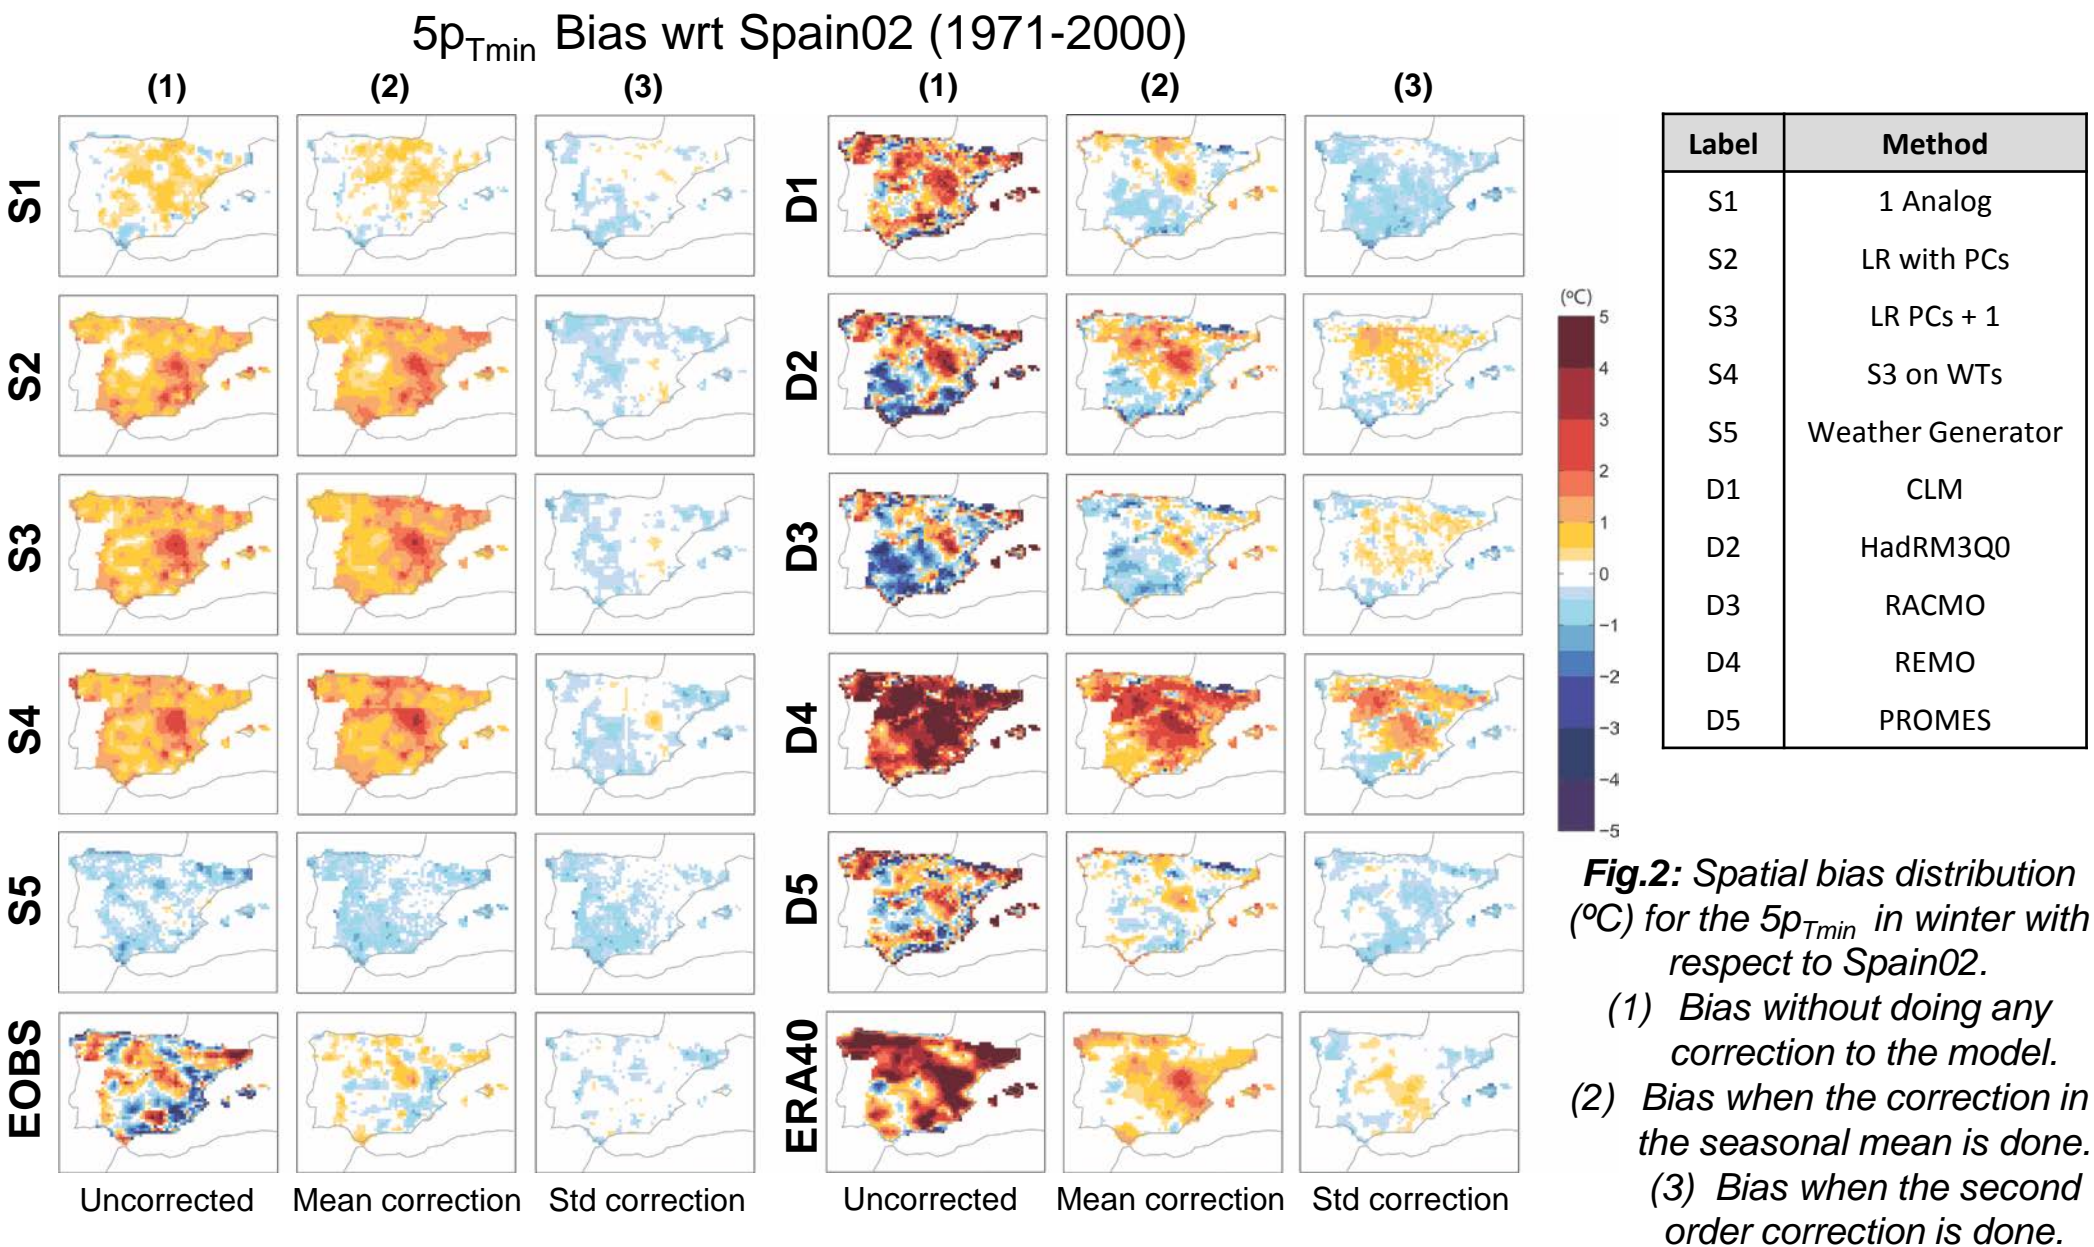 5pTmin Bias wrt Spain02 (1971-2000)
(1) (2) (3) (1) (2) (3)
S1
S2
S3
S4
S5
EOBS
D1
D2
D3
D4
D5
ERA40
Uncorrected Mean correction Std correction Uncorrected Mean correction Std correction
(ºC)
5
4
3
2
1
0
−1
−2
−3
−4
−5
Label Method
S1 1 Analog
S2 LR with PCs
S3 LR PCs + 1
S4 S3 on WTs
S5 Weather Generator
D1 CLM
D2 HadRM3Q0
D3 RACMO
D4 REMO
D5 PROMES
Fig.2: Spatial bias distribution
(ºC) for the 5pTmin in winter with
respect to Spain02.
(1) Bias without doing any
correction to the model.
(2) Bias when the correction in
the seasonal mean is done.
(3) Bias when the second
order correction is done.